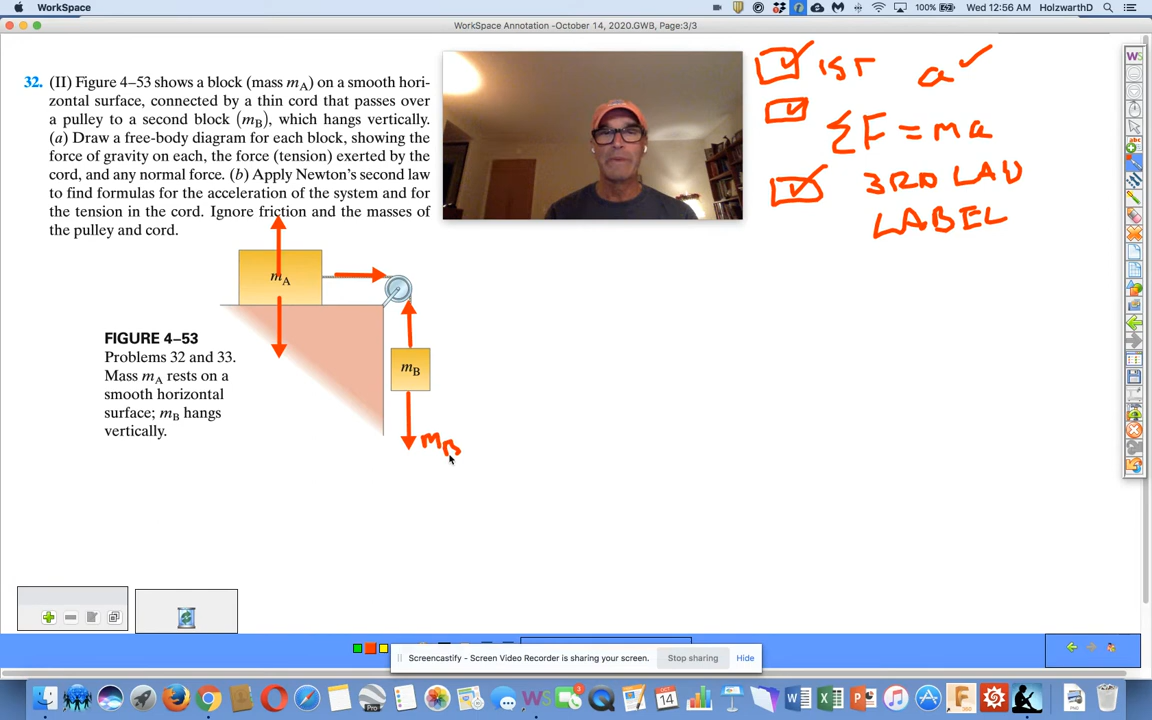 WorkSpace
100%
Wed 12:56 AM HolzwarthD
WorkSpace Annotation -October 14, 2020.GWB, Page:3/3
32. (II) Figure 4–53 shows a block (mass mA) on a smooth hori-
zontal surface, connected by a thin cord that passes over
a pulley to a second block (mB), which hangs vertically.
(a) Draw a free-body diagram for each block, showing the
force of gravity on each, the force (tension) exerted by the
cord, and any normal force. (b) Apply Newton's second law
to find formulas for the acceleration of the system and for
the tension in the cord. Ignore friction and the masses of
the pulley and cord.
1ST a
ΣF = ma
3RD LAW
LABEL
mA
mB
mB
FIGURE 4–53
Problems 32 and 33.
Mass mA rests on a
smooth horizontal
surface; mB hangs
vertically.
Screencastify - Screen Video Recorder is sharing your screen.
Stop sharing
Hide